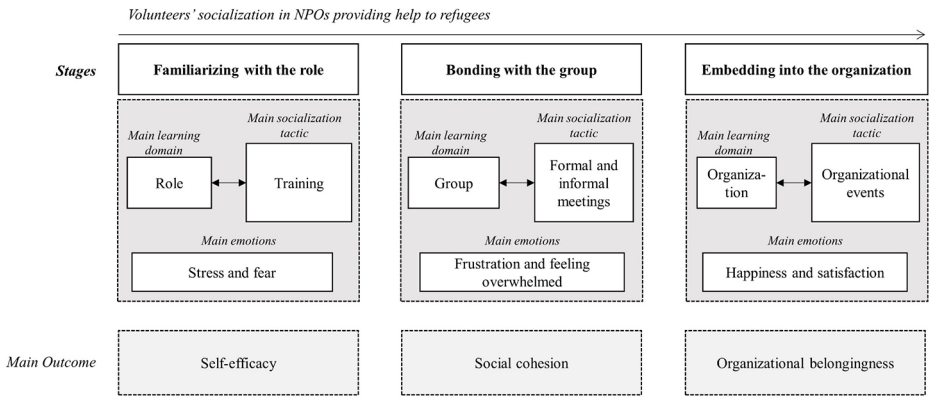 Volunteers' socialization in NPOs providing help to refugees
Stages
Familiarizing with the role
Bonding with the group
Embedding into the organization
Main learning
domain
Main socialization
tactic
Role
Training
Main emotions
Stress and fear
Main learning
domain
Main socialization
tactic
Group
Formal and
informal
meetings
Main emotions
Frustration and feeling
overwhelmed
Main learning
domain
Main socialization
tactic
Organiza-
tion
Organizational
events
Main emotions
Happiness and satisfaction
Main Outcome
Self-efficacy
Social cohesion
Organizational belongingness